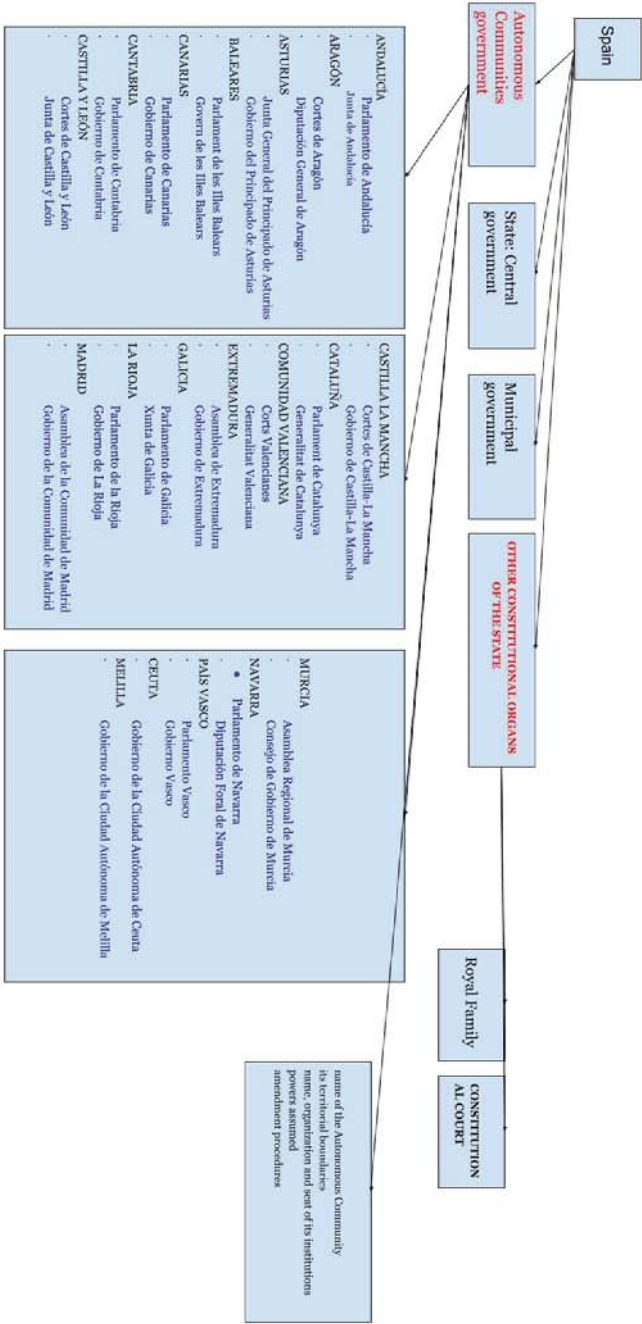 Spain
Autonomous
Communities
government
State: Central
government
Municipal
government
OTHER CONSTITUTIONAL ORGANS
OF THE STATE
Royal Family
CONSTITUTION
AL COURT
ANDALUCÍA
· Parlamento de Andalucía
· Junta de Andalucía
ARAGÓN
· Cortes de Aragón
· Diputación General de Aragón
ASTURIAS
· Junta General del Principado de Asturias
· Gobierno del Principado de Asturias
BALEARES
· Parlament de les Illes Balears
· Govern de les Illes Balears
CANARIAS
· Parlamento de Canarias
· Gobierno de Canarias
CANTABRIA
· Parlamento de Cantabria
· Gobierno de Cantabria
CASTILLA Y LEÓN
· Cortes de Castilla y León
· Junta de Castilla y León
CASTILLA LA MANCHA
· Cortes de Castilla-La Mancha
· Gobierno de Castilla-La Mancha
CATALUÑA
· Parlament de Catalunya
· Generalitat de Catalunya
COMUNIDAD VALENCIANA
· Corts Valencianes
· Generalitat Valenciana
EXTREMADURA
· Asamblea de Extremadura
· Gobierno de Extremadura
GALICIA
· Parlamento de Galicia
· Xunta de Galicia
LA RIOJA
· Parlamento de la Rioja
· Gobierno de La Rioja
MADRID
· Asamblea de la Comunidad de Madrid
· Gobierno de la Comunidad de Madrid
MURCIA
· Asamblea Regional de Murcia
· Consejo de Gobierno de Murcia
NAVARRA
• Parlamento de Navarra
· Diputación Foral de Navarra
PAÍS VASCO
· Parlamento Vasco
· Gobierno Vasco
CEUTA
· Gobierno de la Ciudad Autónoma de Ceuta
MELILLA
· Gobierno de la Ciudad Autónoma de Melilla
name of the Autonomous Community
its territorial boundaries
name, organization and seat of its institutions
powers assumed
amendment procedures